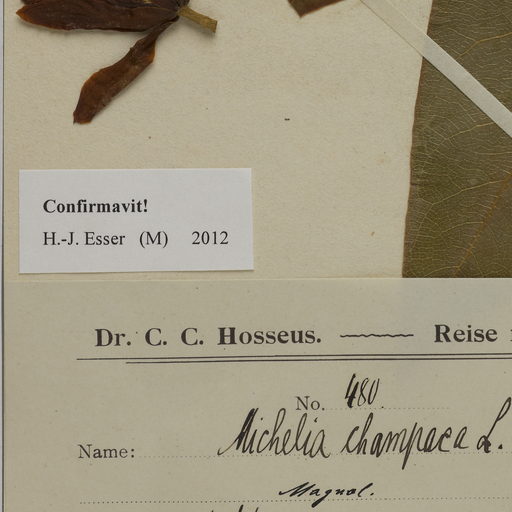 Confirmavit!
H.-J. Esser (M) 2012
Dr. C. C. Hosseus. Reise
No. 480.
Name: Michelia champaca L.
Magnol.